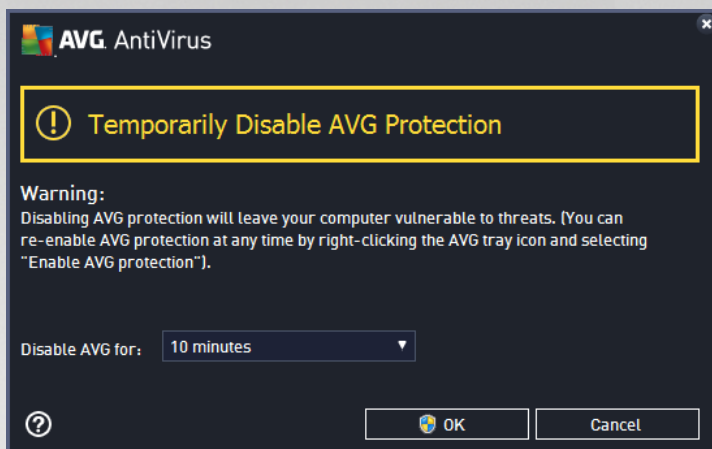 AVG. AntiVirus
Temporarily Disable AVG Protection
Warning:
Disabling AVG protection will leave your computer vulnerable to threats. (You can
re-enable AVG protection at any time by right-clicking the AVG tray icon and selecting
"Enable AVG protection").
Disable AVG for: 10 minutes
OK Cancel